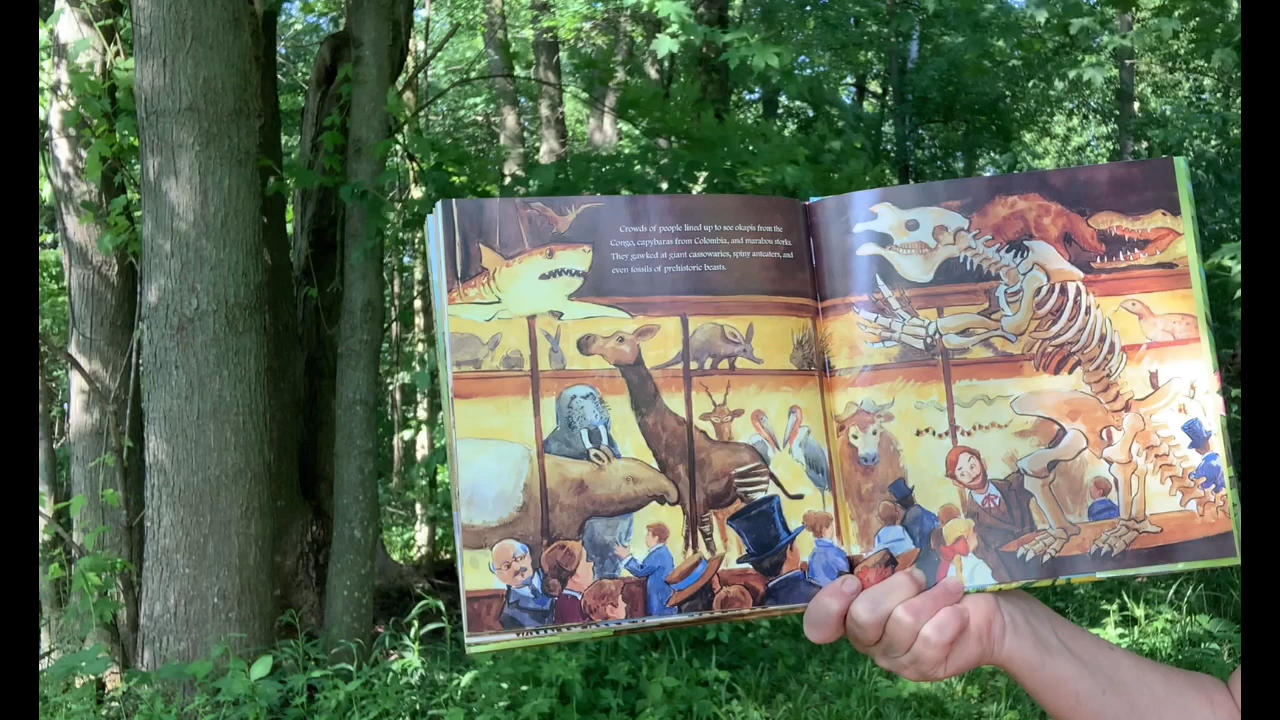 Crowds of people lined up to see okapis from the
Congo, capybaras from Colombia, and marabou storks.
They gawked at giant cassowaries, spiny anteaters, and
even fossils of prehistoric beasts.